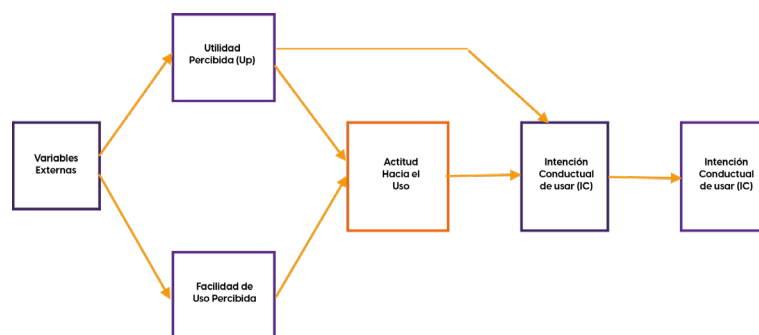 Utilidad
Percibida (Up)
Variables
Externas
Actitud
Hacia el
Uso
Intención
Conductual
de usar (IC)
Intención
Conductual
de usar (IC)
Facilidad de
Uso Percibida